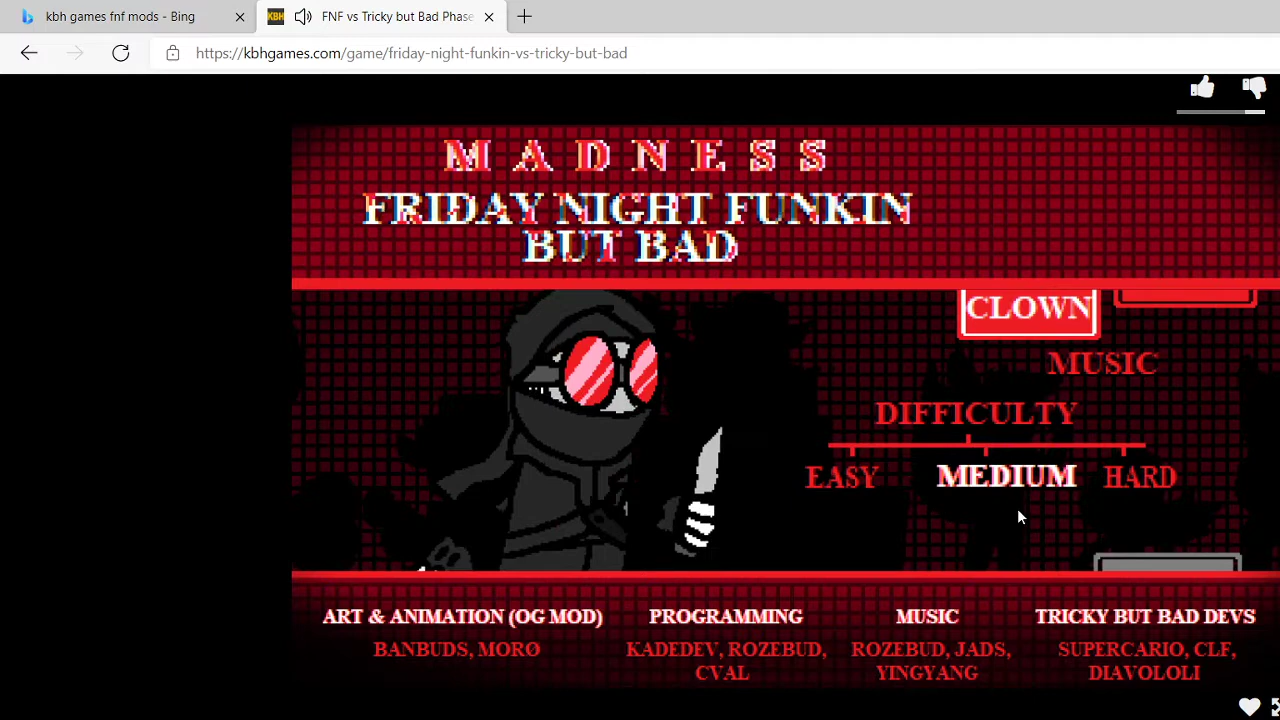 kbh games fnf mods - Bing
KBH
FNF vs Tricky but Bad Phase
https://kbhgames.com/game/friday-night-funkin-vs-tricky-but-bad
MADNESS
FRIDAY NIGHT FUNKIN
BUT BAD
CLOWN
MUSIC
DIFFICULTY
EASY
MEDIUM
HARD
ART & ANIMATION (OG MOD)
BANBUDS, MORO
PROGRAMMING
KADEDEV, ROZEBUD,
CVAL
MUSIC
ROZEBUD, JADS,
YINGYANG
TRICKY BUT BAD DEVS
SUPERCARIO, CLF,
DIAVOLOLI